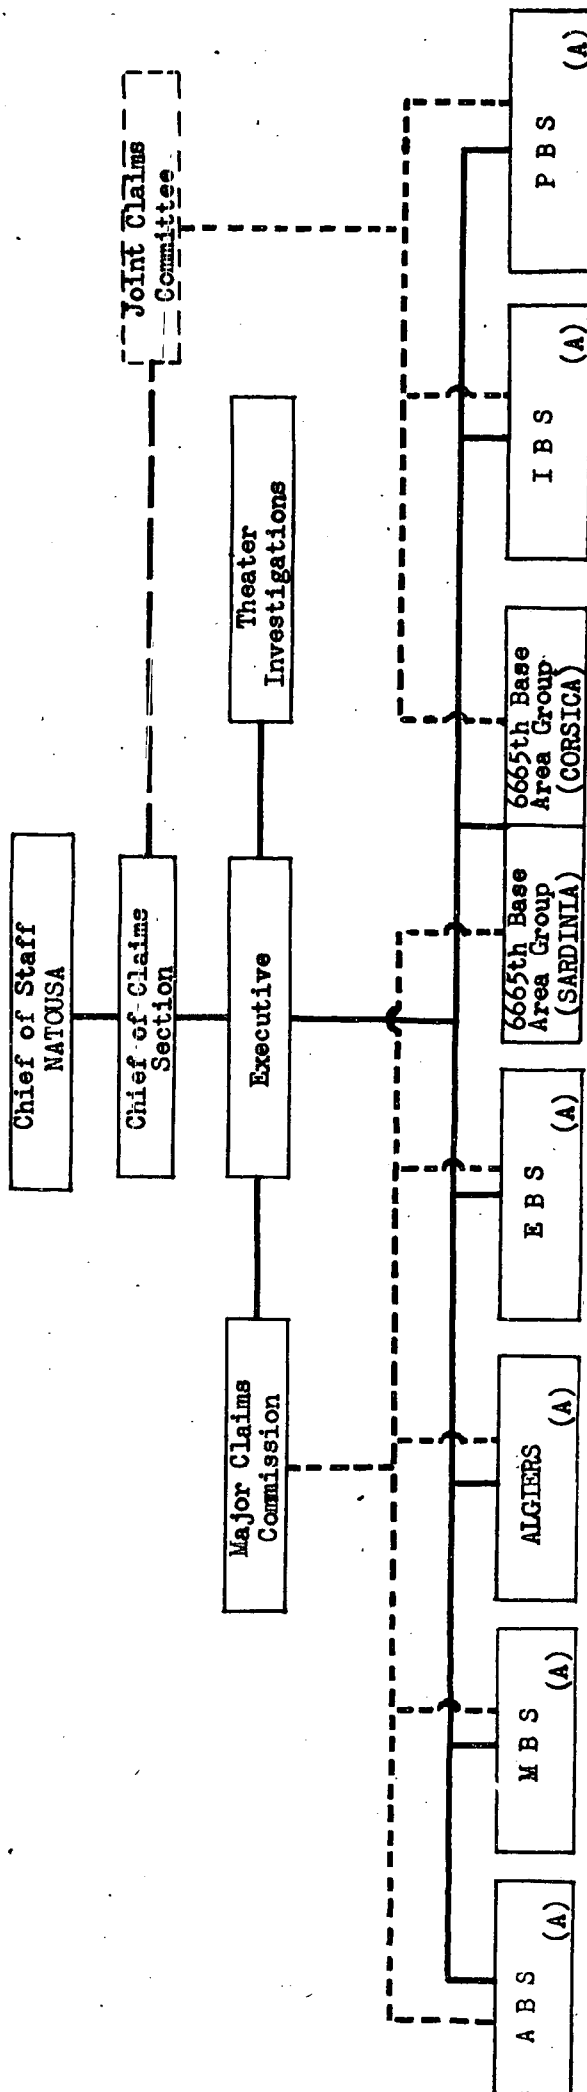 Chief of Staff
NATOUSA
Chief of Claims
Section
Joint Claims
Committee
Major Claims
Commission
Executive
Theater
Investigations
A B S
(A)
M B S
(A)
ALGIERS
(A)
E B S
(A)
6665th Base
Area Group
(SARDINIA)
6665th Base
Area Group
(CORSICA)
I B S
(A)
P B S
(A)